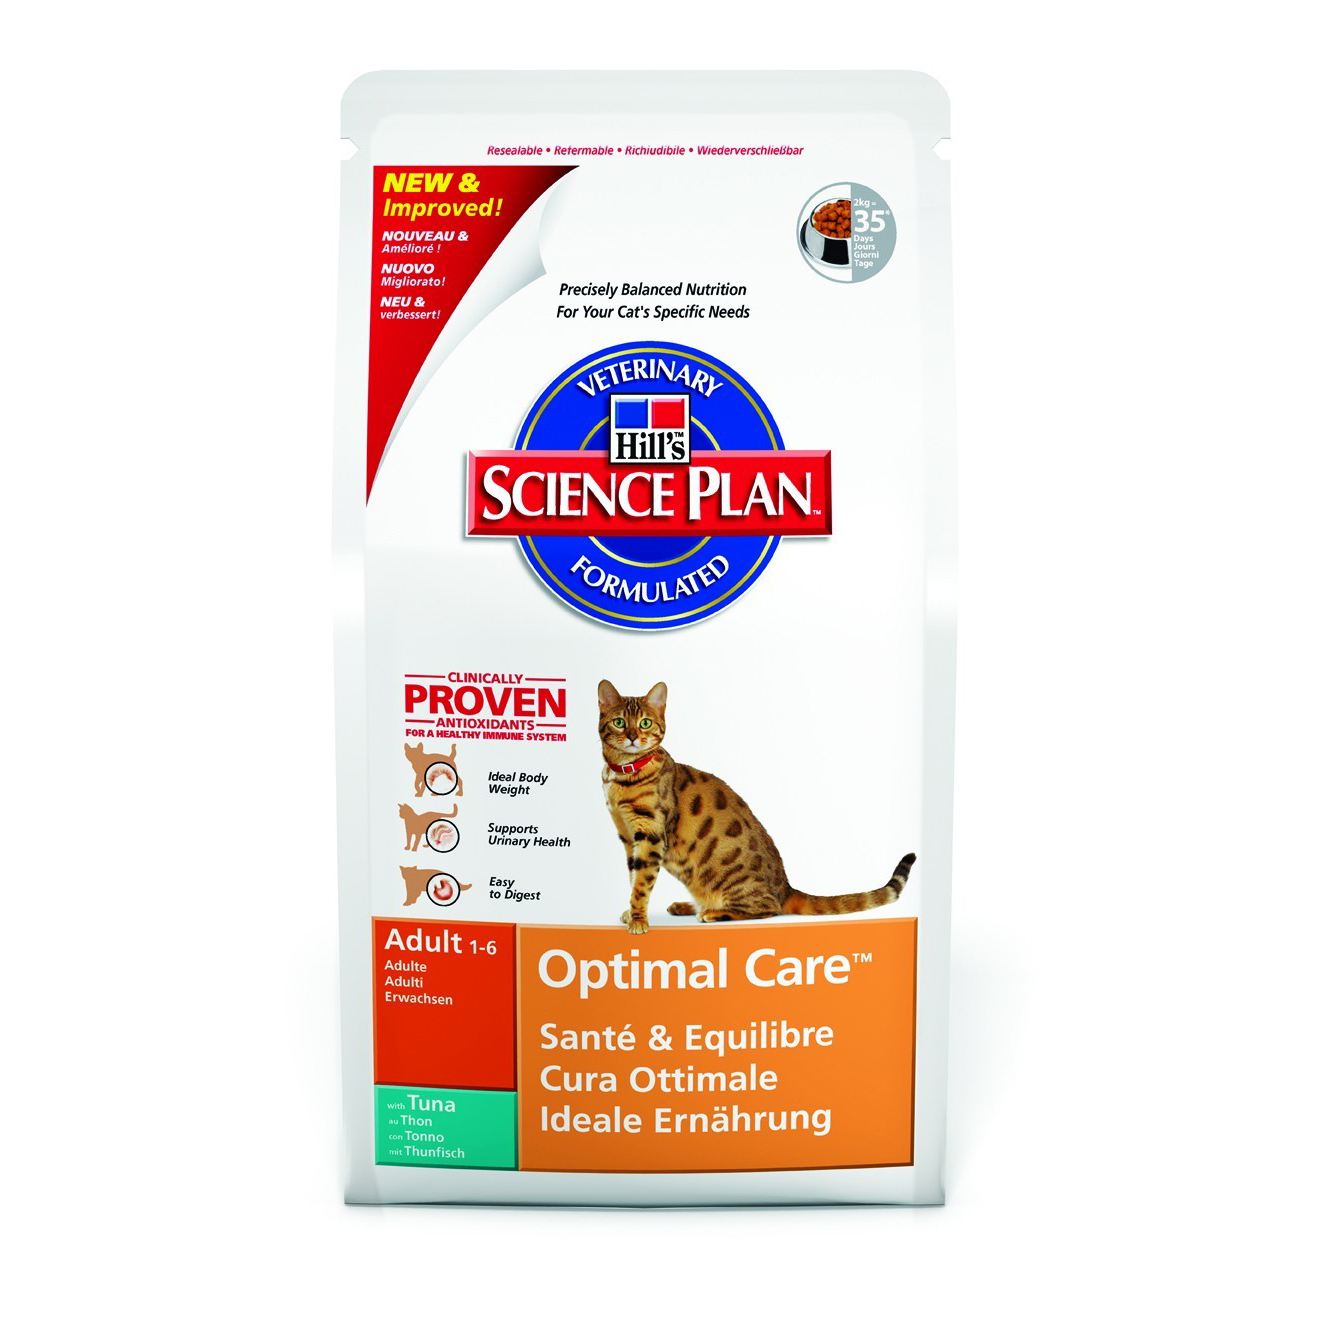 Resealable • Refermable • Richiudibile • Wiederverschließbar
NEW &
Improved!
NOUVEAU &
Amélioré !
NUOVO
Migliorato!
NEU &
verbessert!
2kg =
35*
Days
Jours
Giorni
Tage
Precisely Balanced Nutrition
For Your Cat's Specific Needs
VETERINARY
Hill's™
SCIENCE PLAN™
FORMULATED
CLINICALLY
PROVEN
ANTIOXIDANTS
FOR A HEALTHY IMMUNE SYSTEM
Ideal Body
Weight
Supports
Urinary Health
Easy
to Digest
Adult 1-6
Adulte
Adulti
Erwachsen
with Tuna
au Thon
con Tonno
mit Thunfisch
Optimal Care™
Santé & Equilibre
Cura Ottimale
Ideale Ernährung